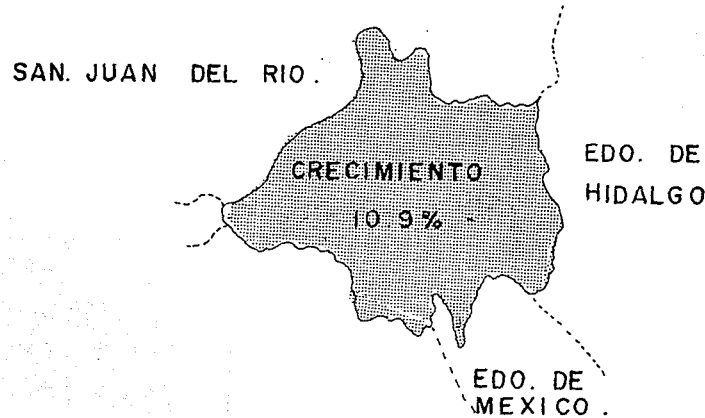 SAN. JUAN DEL RIO.
EDO. DE
HIDALGO
CRECIMIENTO
10.9%
EDO. DE
MEXICO.